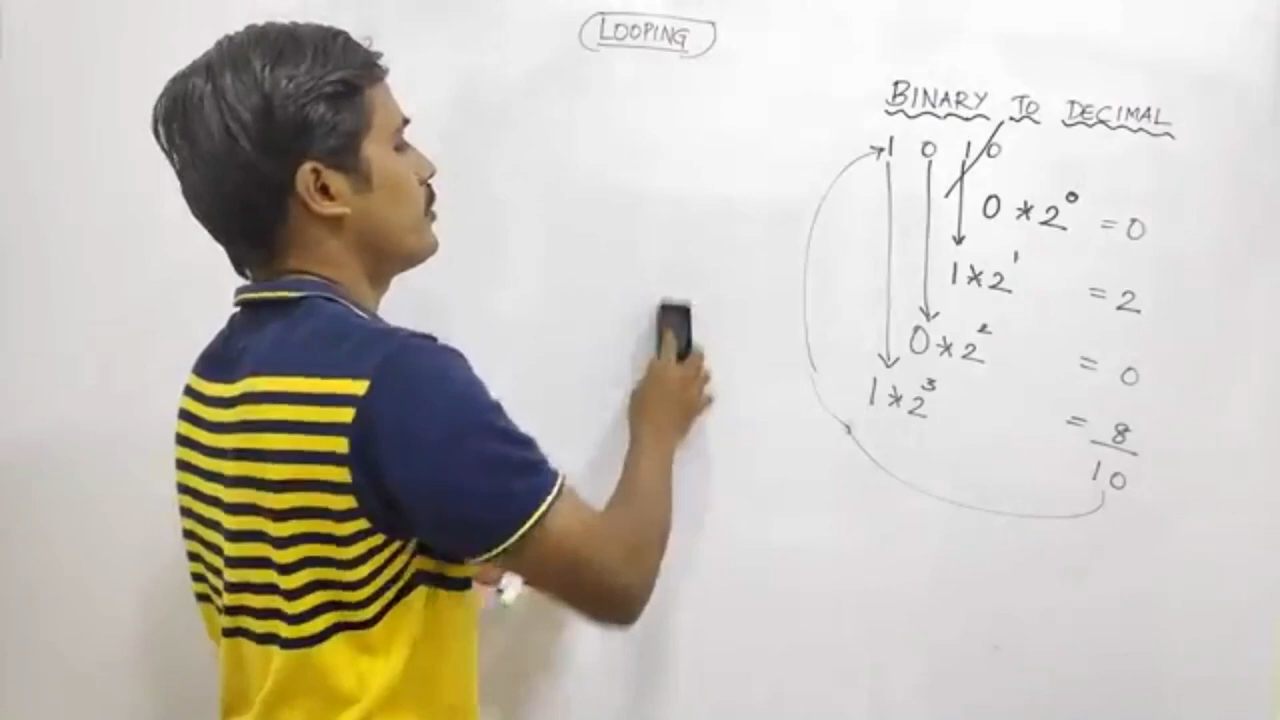 LOOPING
BINARY TO DECIMAL
1 0 1 0
0 * 2⁰ = 0
1 * 2¹ = 2
0 * 2² = 0
1 * 2³ = 8
10